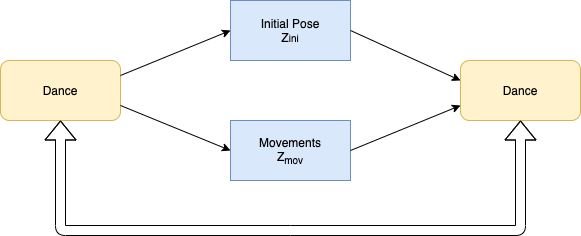 Initial Pose
Zini
Dance
Dance
Movements
Zmov